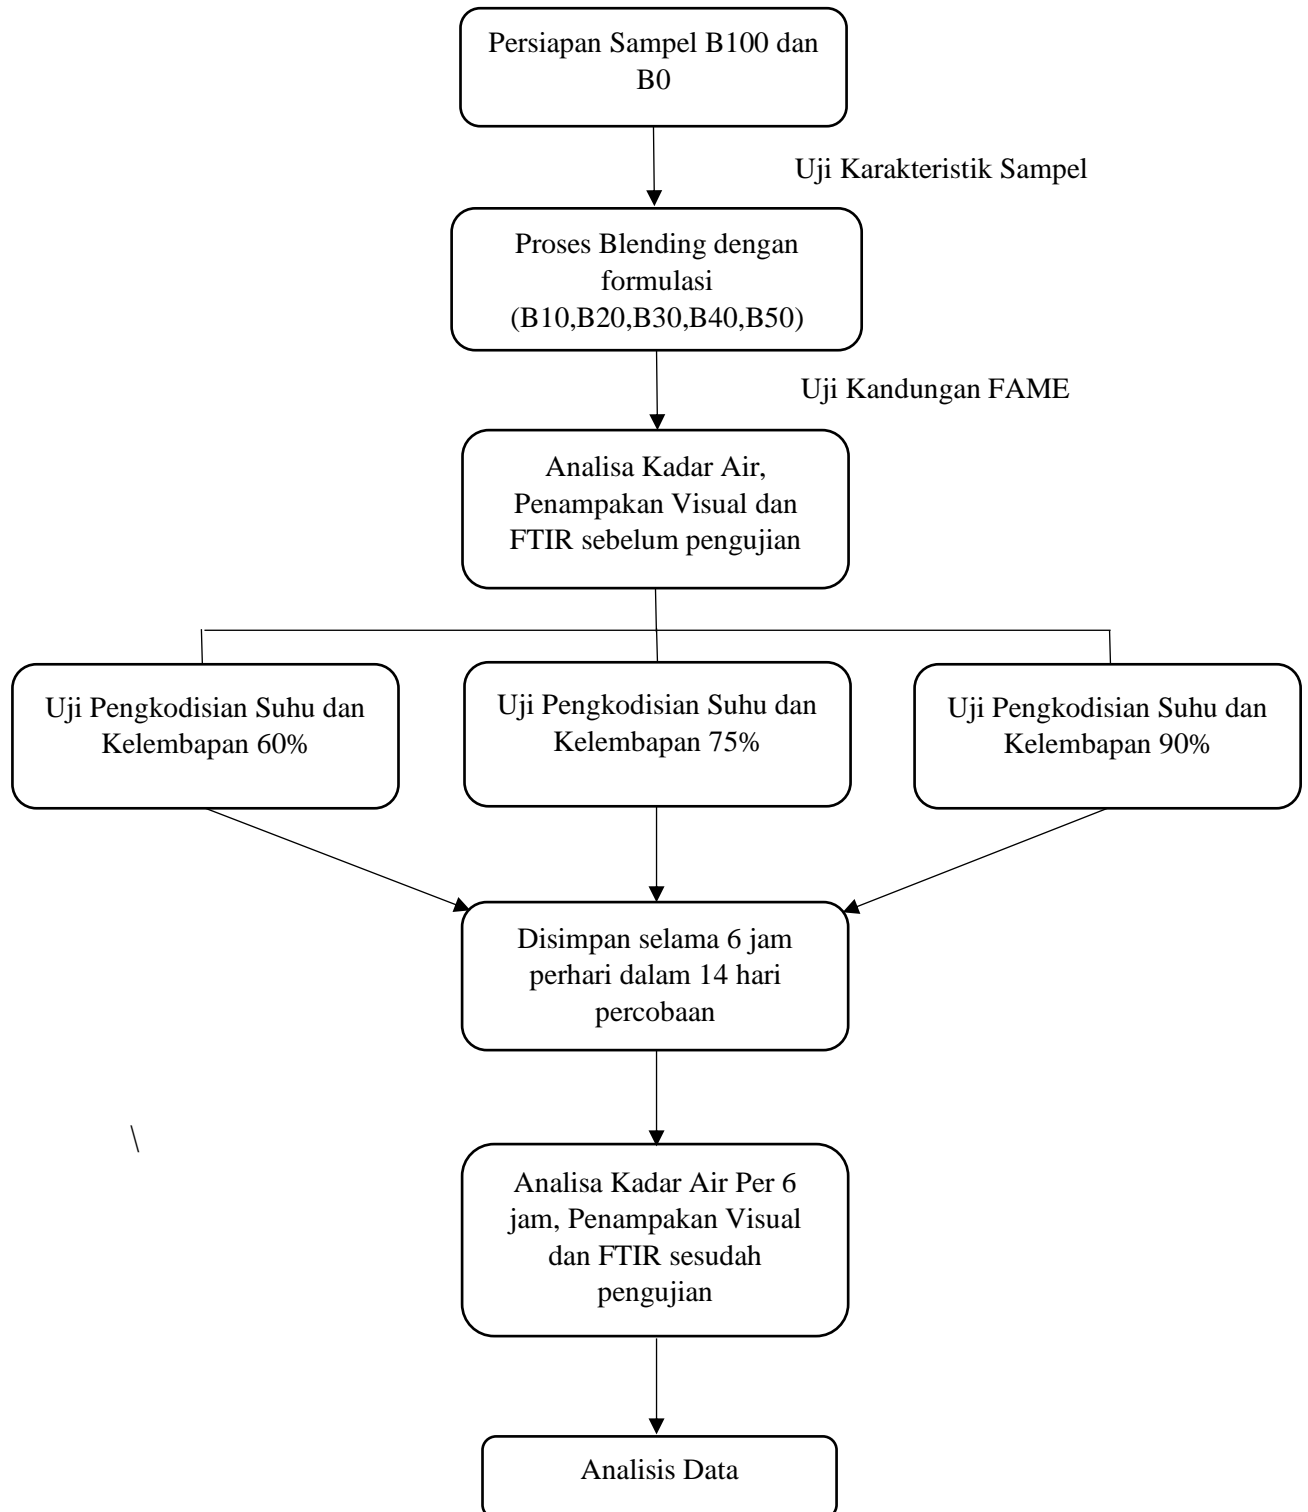 Persiapan Sampel B100 dan
B0
Uji Karakteristik Sampel
Proses Blending dengan
formulasi
(B10,B20,B30,B40,B50)
Uji Kandungan FAME
Analisa Kadar Air,
Penampakan Visual dan
FTIR sebelum pengujian
Uji Pengkodisian Suhu dan
Kelembapan 60%
Uji Pengkodisian Suhu dan
Kelembapan 75%
Uji Pengkodisian Suhu dan
Kelembapan 90%
Disimpan selama 6 jam
perhari dalam 14 hari
percobaan
\
Analisa Kadar Air Per 6
jam, Penampakan Visual
dan FTIR sesudah
pengujian
Analisis Data